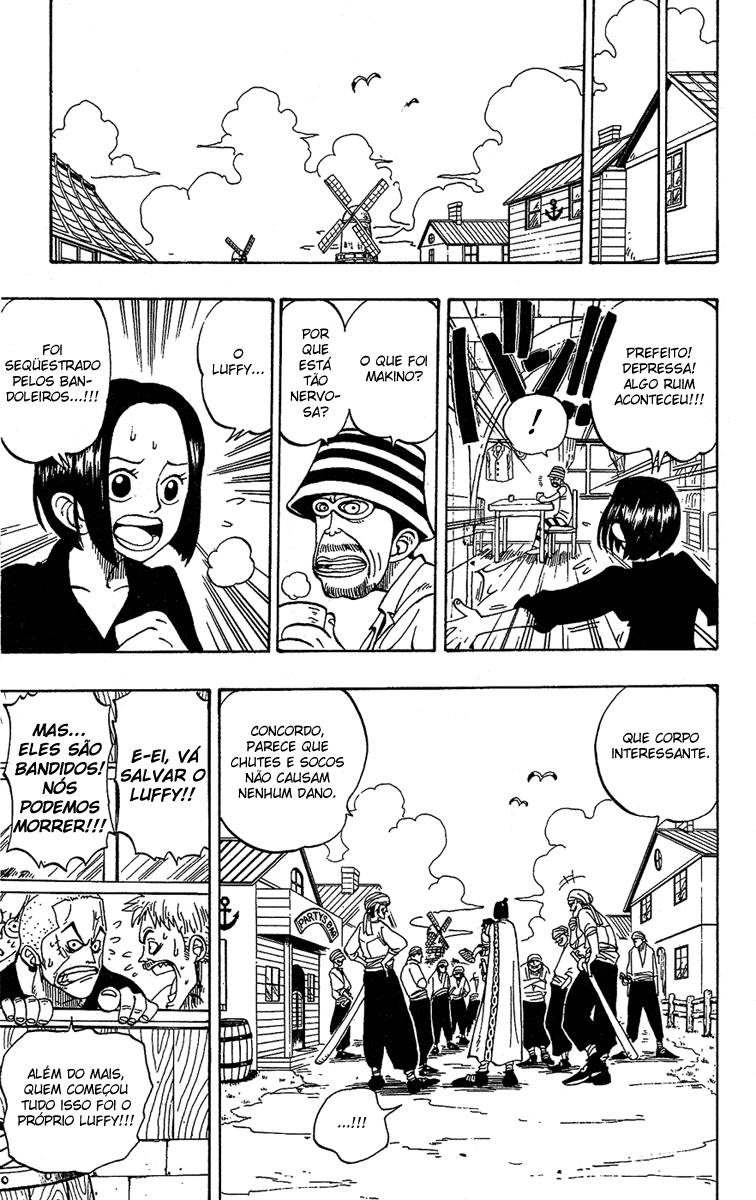 PREFEITO!
DEPRESSA!
ALGO RUIM
ACONTECEU!!!
!
O QUE FOI
MAKINO?
POR
QUE
ESTÁ
TÃO
NERVO-
SA?
O
LUFFY...
FOI
SEQÜESTRADO
PELOS BAN-
DOLEIROS...!!!
QUE CORPO
INTERESSANTE.
CONCORDO,
PARECE QUE
CHUTES E SOCOS
NÃO CAUSAM
NENHUM DANO.
PARTYS BAR
...!!!
E-EI, VÁ
SALVAR O
LUFFY!!
MAS...
ELES SÃO
BANDIDOS!
NÓS
PODEMOS
MORRER!!!
ALÉM DO MAIS,
QUEM COMEÇOU
TUDO ISSO FOI O
PRÓPRIO LUFFY!!!